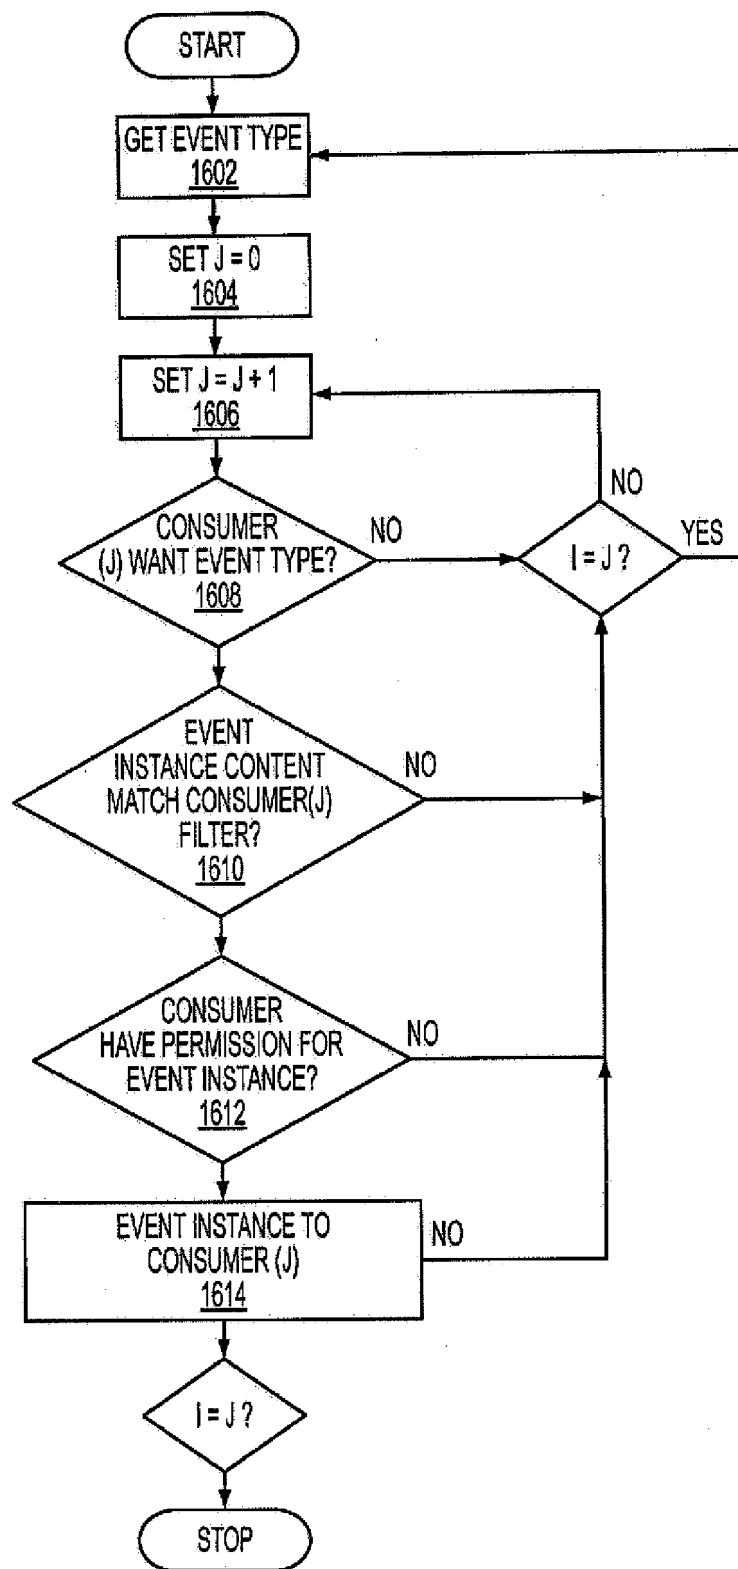 START
GET EVENT TYPE
1602
SET J = 0
1604
SET J = J + 1
1606
NO
CONSUMER
(J) WANT EVENT TYPE?
1608
NO
I = J ?
YES
EVENT
INSTANCE CONTENT
MATCH CONSUMER(J)
FILTER?
1610
NO
CONSUMER
HAVE PERMISSION FOR
EVENT INSTANCE?
1612
NO
EVENT INSTANCE TO
CONSUMER (J)
1614
NO
I = J ?
STOP